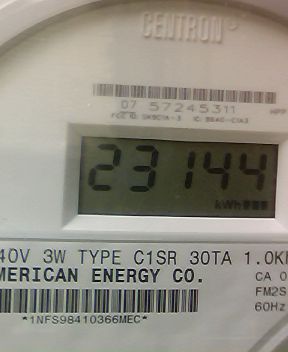 CENTRON
07 57245311
23144
kWh
40V 3W TYPE C1SR 30TA 1.0K
MERICAN ENERGY CO.
CA 0
FM2S
60Hz
*1NFS98410366MEC*